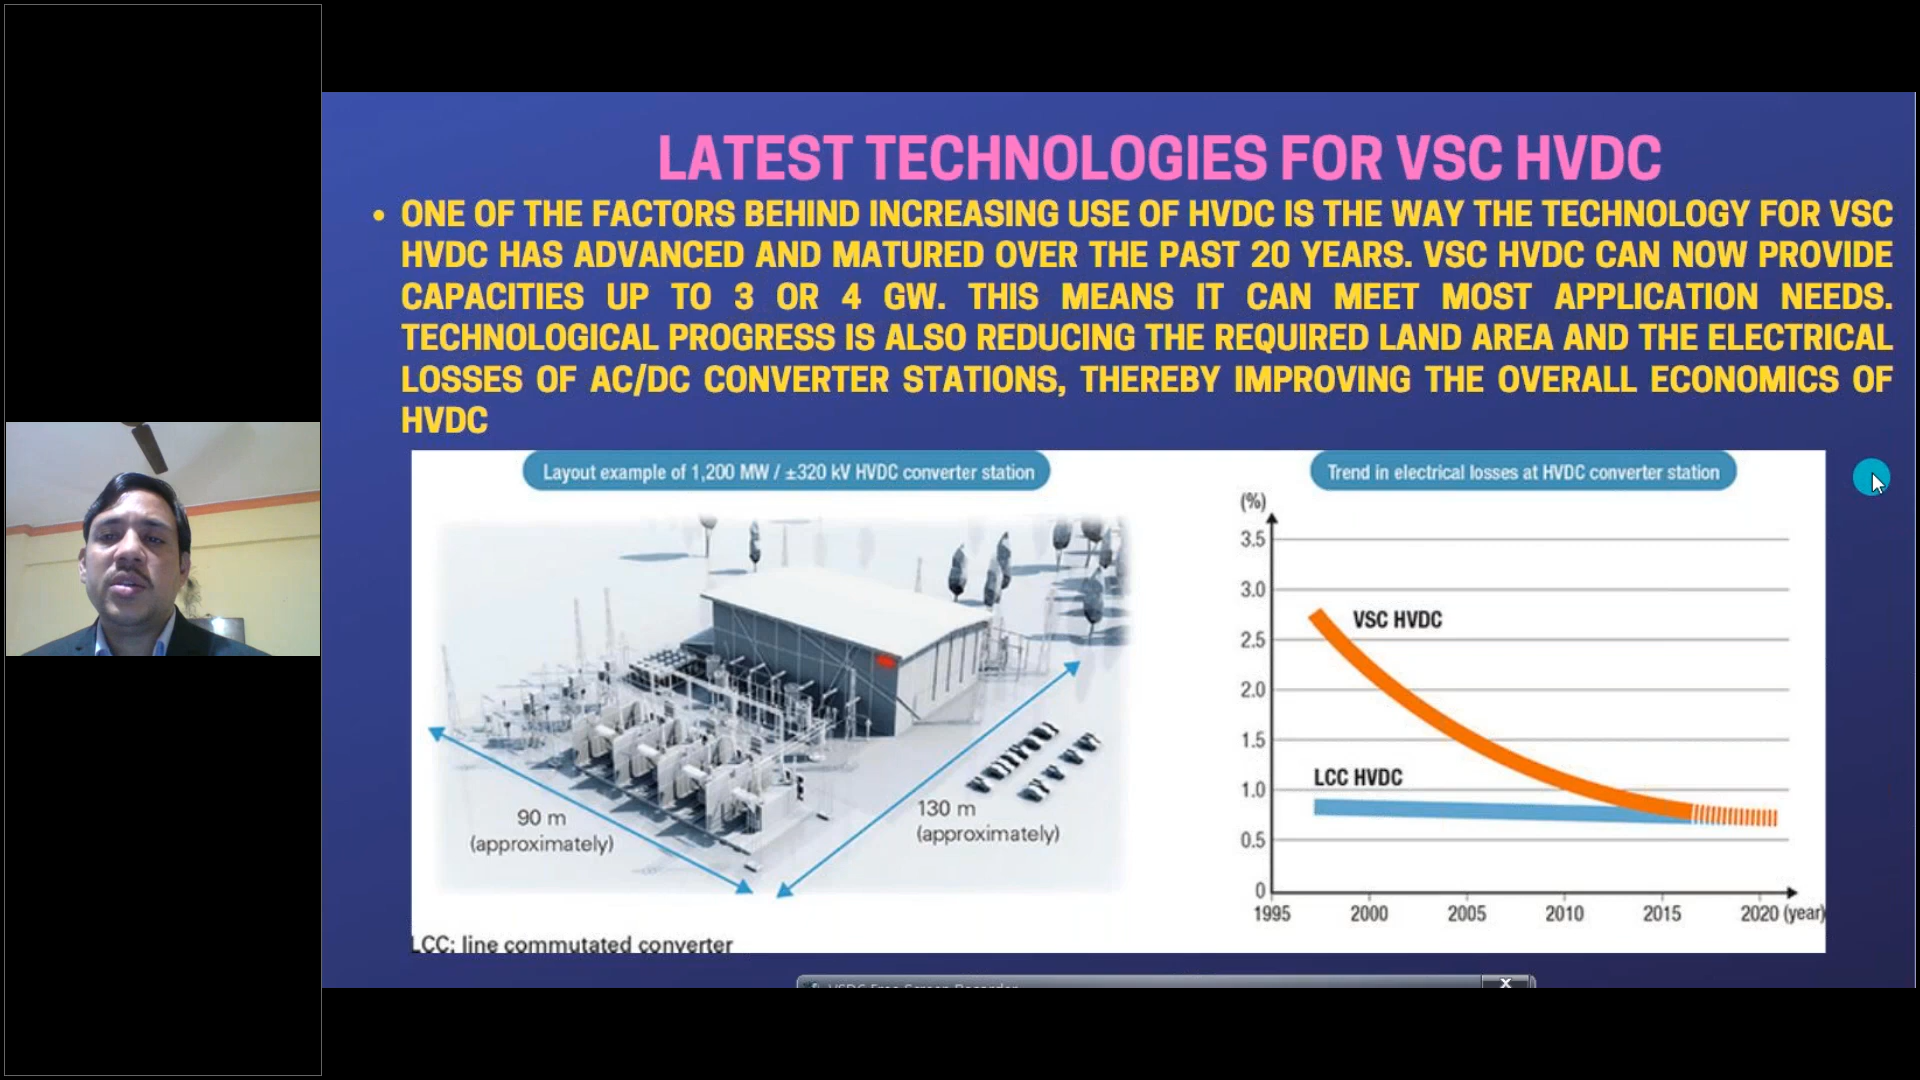 LATEST TECHNOLOGIES FOR VSC HVDC
• ONE OF THE FACTORS BEHIND INCREASING USE OF HVDC IS THE WAY THE TECHNOLOGY FOR VSC
HVDC HAS ADVANCED AND MATURED OVER THE PAST 20 YEARS. VSC HVDC CAN NOW PROVIDE
CAPACITIES UP TO 3 OR 4 GW. THIS MEANS IT CAN MEET MOST APPLICATION NEEDS.
TECHNOLOGICAL PROGRESS IS ALSO REDUCING THE REQUIRED LAND AREA AND THE ELECTRICAL
LOSSES OF AC/DC CONVERTER STATIONS, THEREBY IMPROVING THE OVERALL ECONOMICS OF
HVDC
Layout example of 1,200 MW / ±320 kV HVDC converter station
90 m
(approximately)
130 m
(approximately)
LCC: line commutated converter
Trend in electrical losses at HVDC converter station
(%)
3.5
3.0
2.5
2.0
1.5
1.0
0.5
0
VSC HVDC
LCC HVDC
1995 2000 2005 2010 2015 2020 (year)
VSDC Free Screen Recorder
X